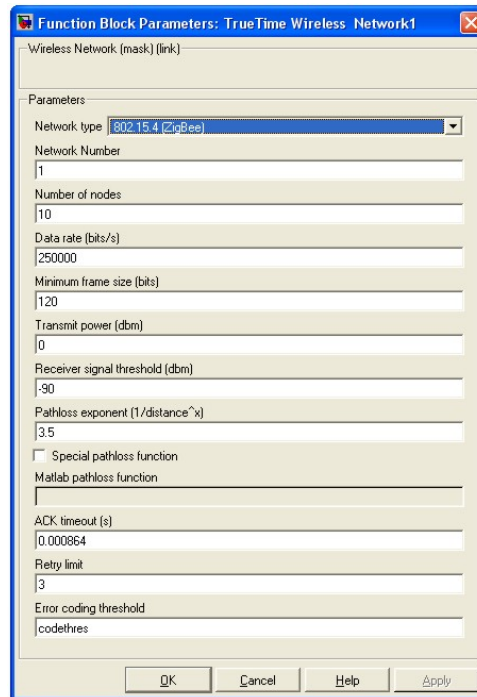 Function Block Parameters: TrueTime Wireless Network1
Wireless Network (mask) (link)
Parameters
Network type 802.15.4 (ZigBee)
Network Number
1
Number of nodes
10
Data rate (bits/s)
250000
Minimum frame size (bits)
120
Transmit power (dbm)
0
Receiver signal threshold (dbm)
-90
Pathloss exponent (1/distance^x)
3.5
Special pathloss function
Matlab pathloss function
ACK timeout (s)
0.000864
Retry limit
3
Error coding threshold
codethres
OK Cancel Help Apply